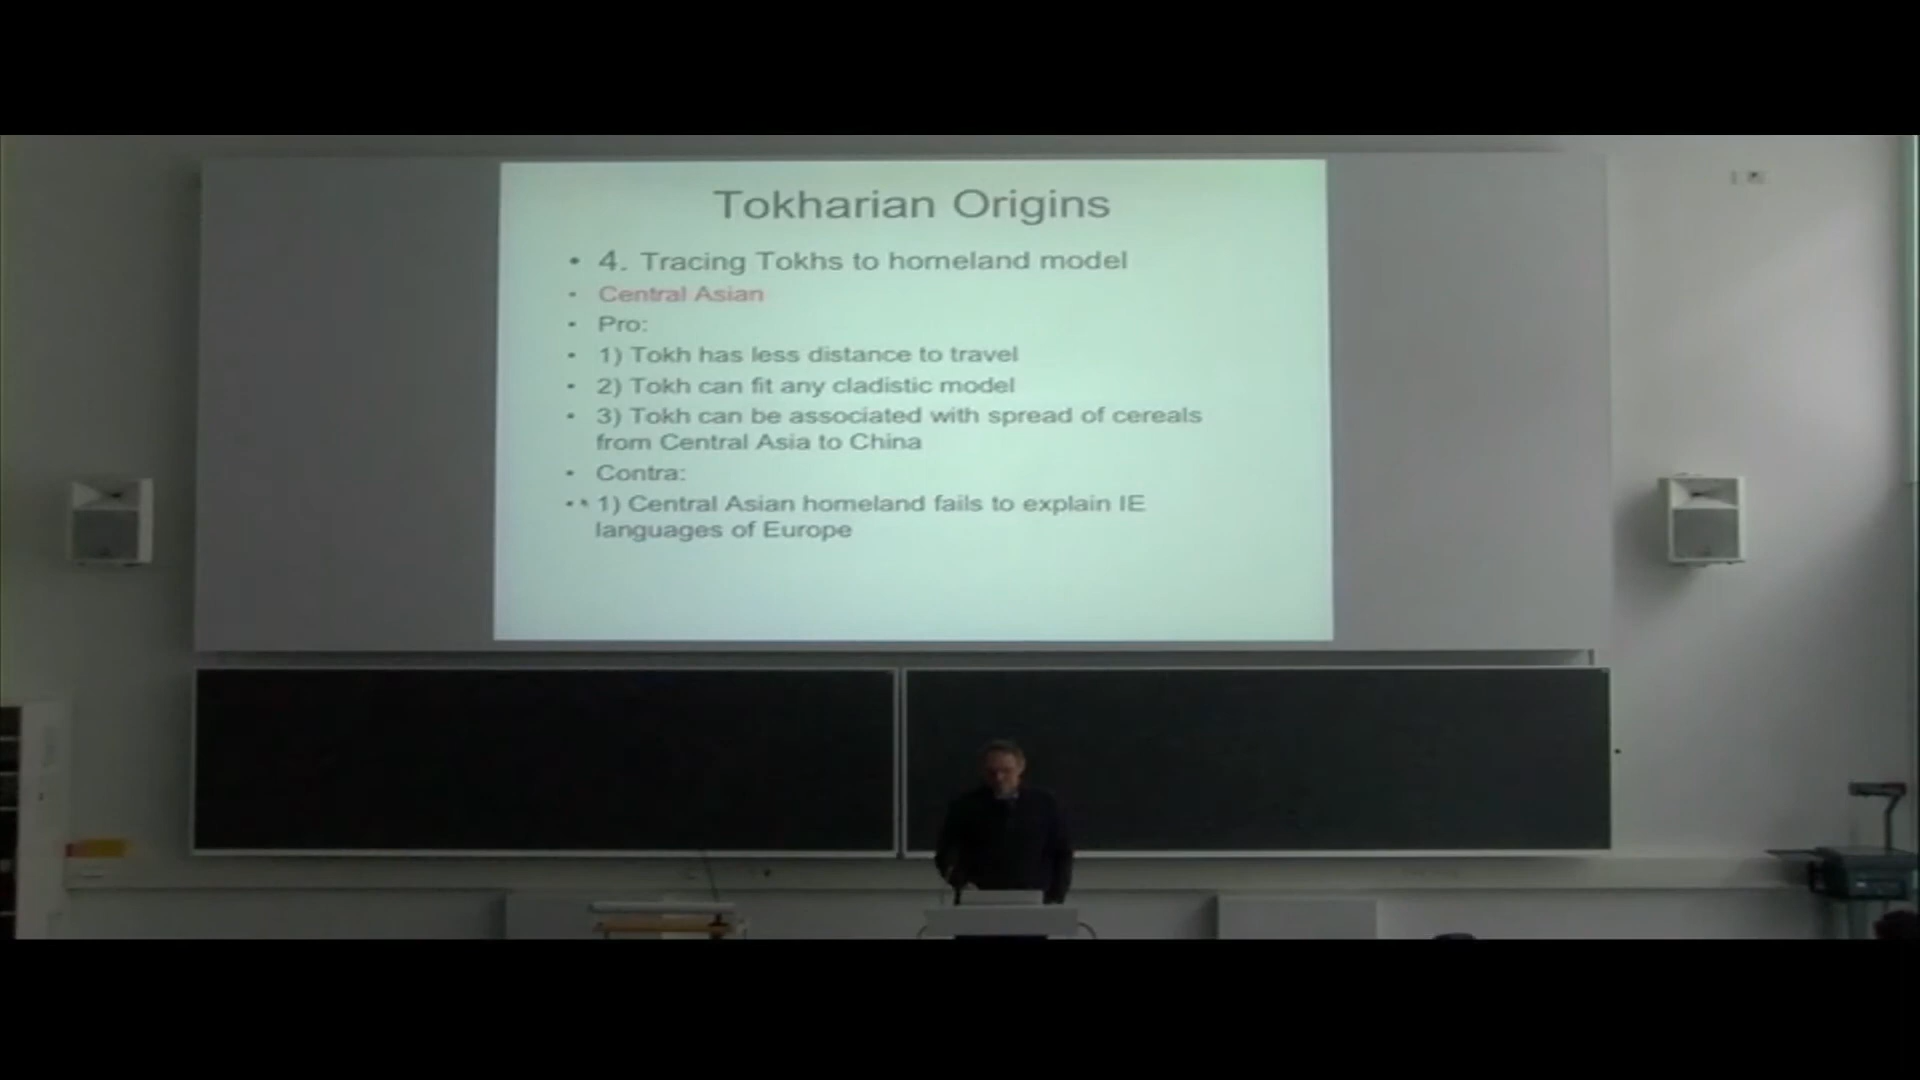 Tokharian Origins
• 4. Tracing Tokhs to homeland model
• Central Asian
• Pro:
• 1) Tokh has less distance to travel
• 2) Tokh can fit any cladistic model
• 3) Tokh can be associated with spread of cereals
from Central Asia to China
• Contra:
• • 1) Central Asian homeland fails to explain IE
languages of Europe